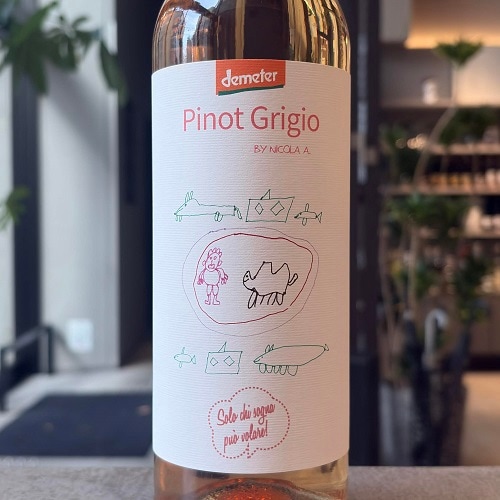 demeter
Pinot Grigio
BY NICOLA A.
Solo chi sogna
può volare!